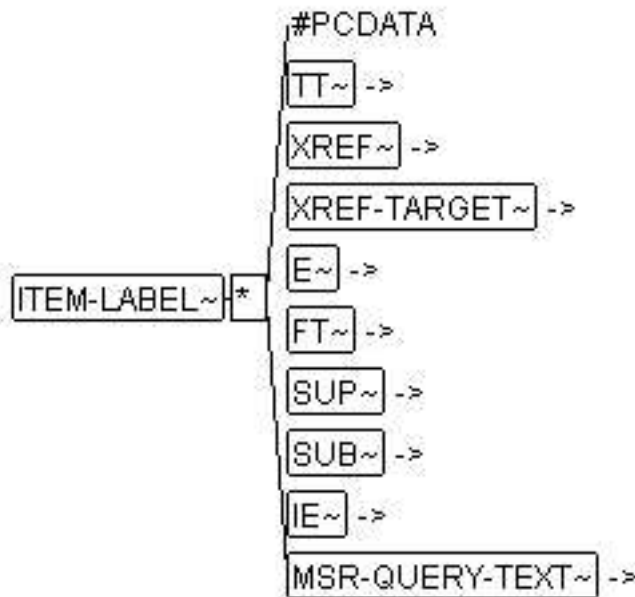 #PCDATA
TT~ ->
XREF~ ->
XREF-TARGET~ ->
E~ ->
ITEM-LABEL~ *
FT~ ->
SUP~ ->
SUB~ ->
IE~ ->
MSR-QUERY-TEXT~ ->